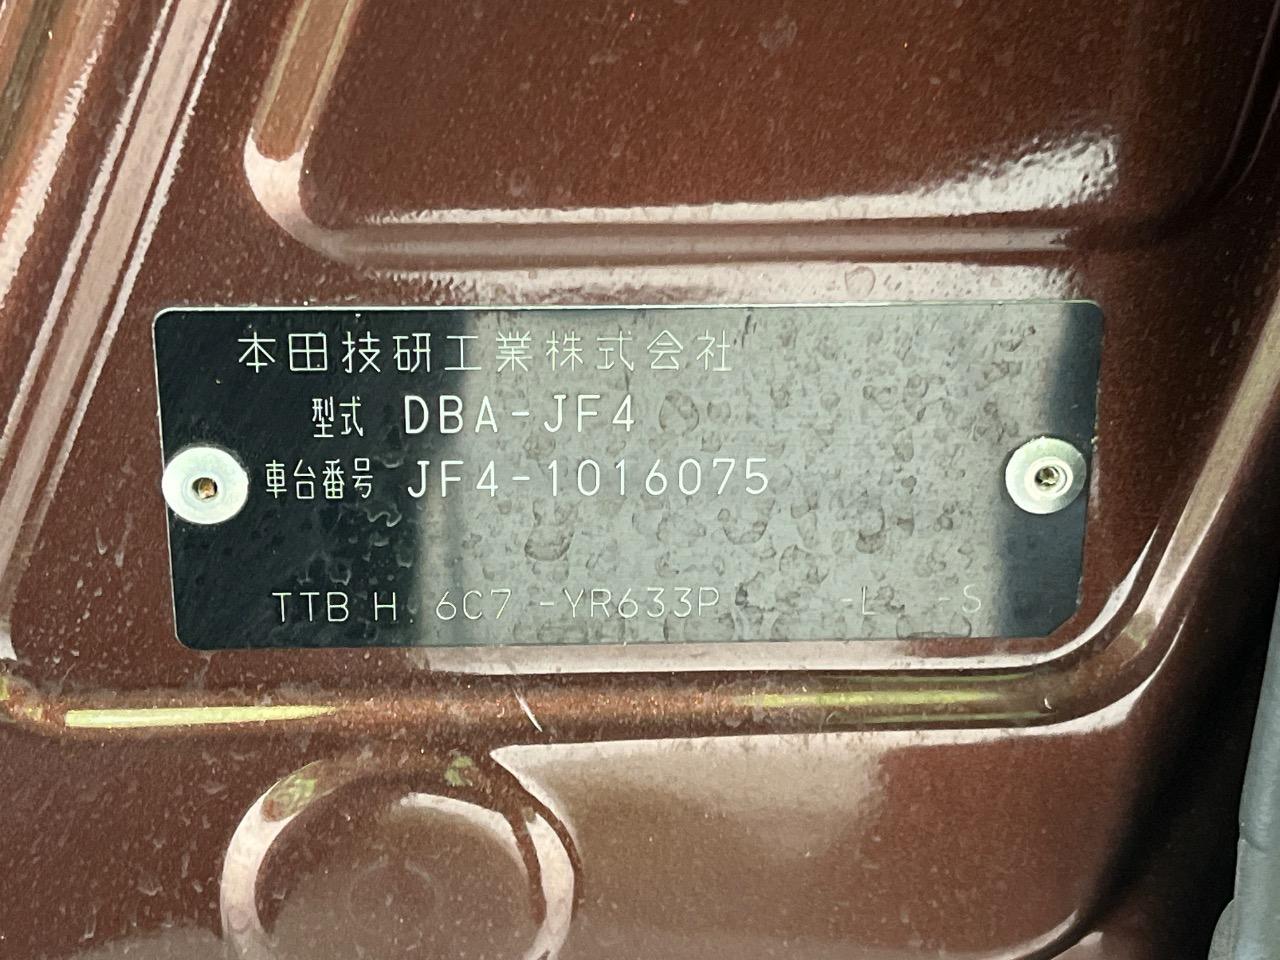 本田技研工業株式会社
型式 DBA-JF4
車台番号 JF4-1016075
TTB H. 6C7 -YR633P -L -S